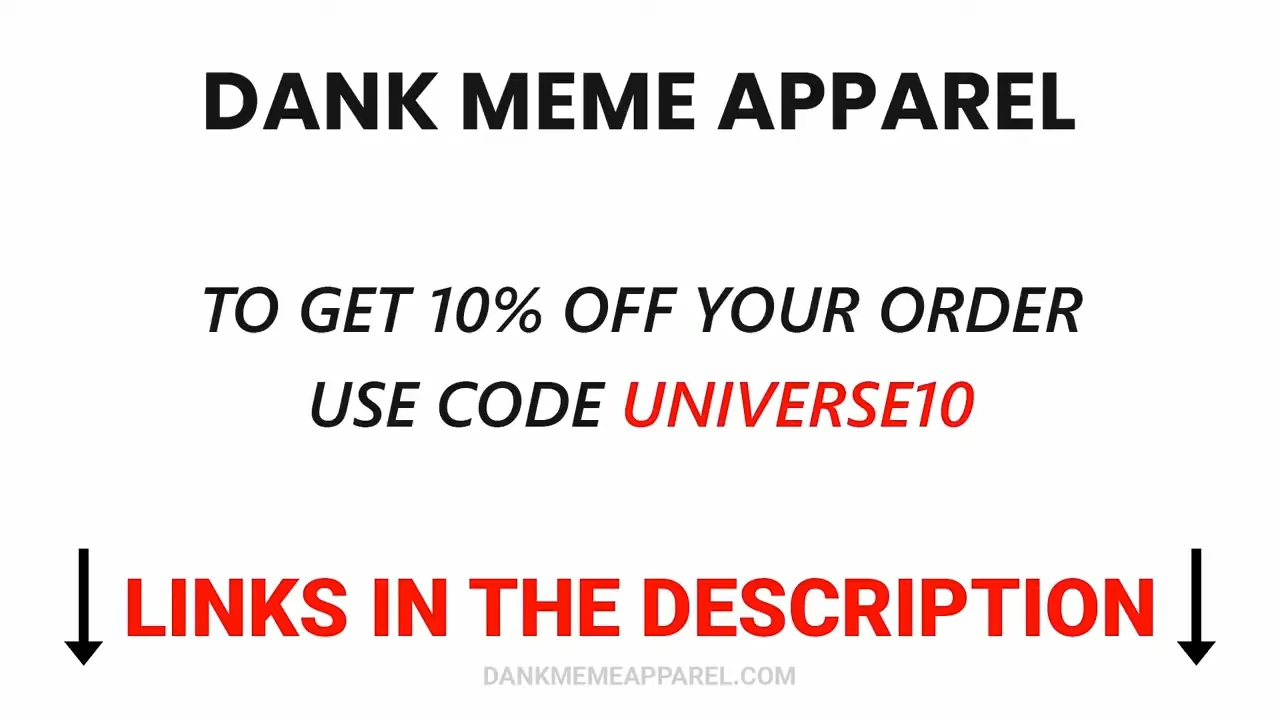 DANK MEME APPAREL
TO GET 10% OFF YOUR ORDER
USE CODE UNIVERSE10
LINKS IN THE DESCRIPTION
DANKMEMEAPPAREL.COM